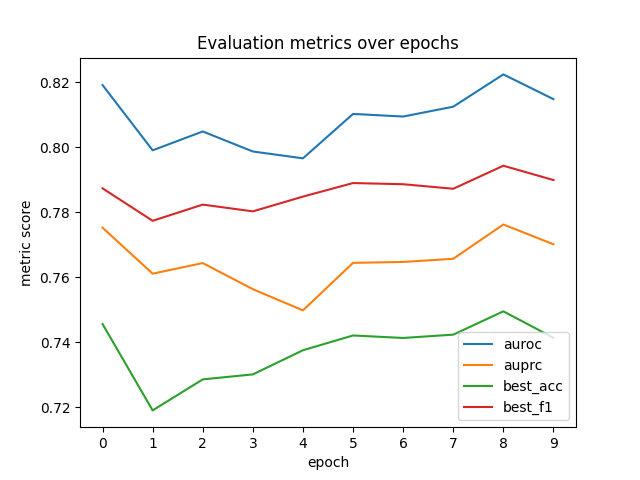 Evaluation metrics over epochs
metric score
0.82
0.80
0.78
0.76
0.74
0.72
auroc
auprc
best_acc
best_f1
0 1 2 3 4 5 6 7 8 9
epoch